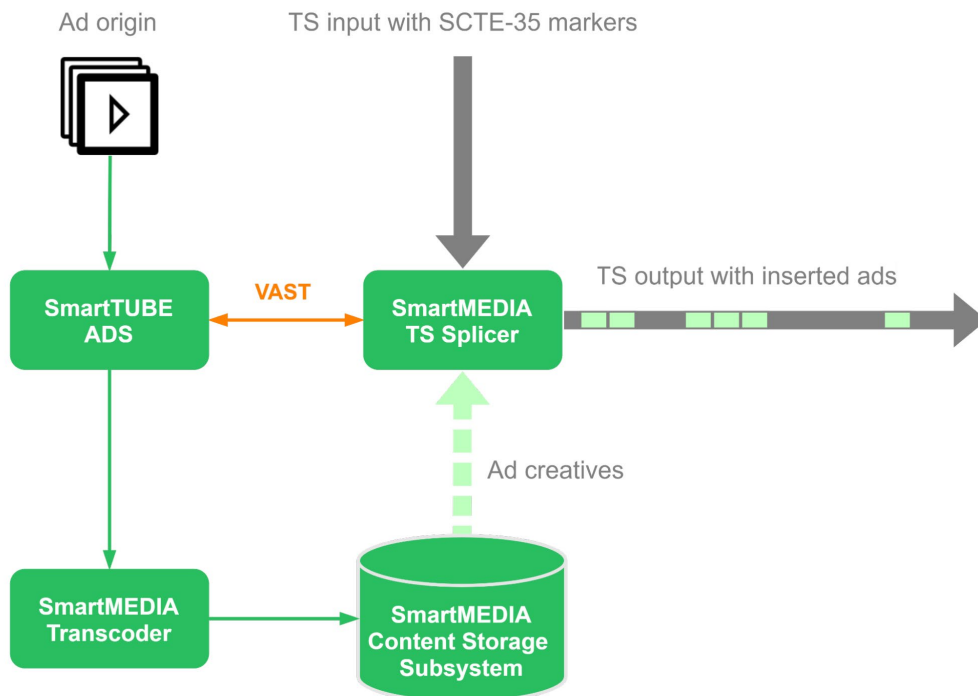 Ad origin
TS input with SCTE-35 markers
TS output with inserted ads
SmartTUBE
ADS
VAST
SmartMEDIA
TS Splicer
Ad creatives
SmartMEDIA
Transcoder
SmartMEDIA
Content Storage
Subsystem